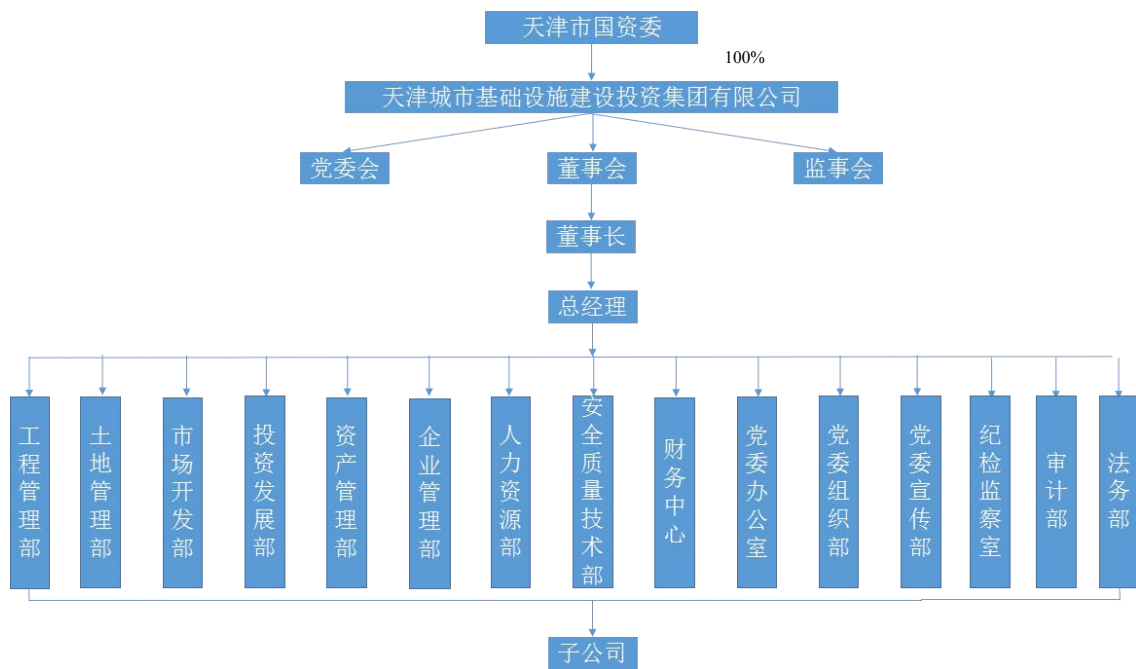 天津市国资委
100%
天津城市基础设施建设投资集团有限公司
党委会
董事会
监事会
董事长
总经理
工程管理部
土地管理部
市场开发部
投资发展部
资产管理部
企业管理部
人力资源部
安全质量技术部
财务中心
党委办公室
党委组织部
党委宣传部
纪检监察室
审计部
法务部
子公司